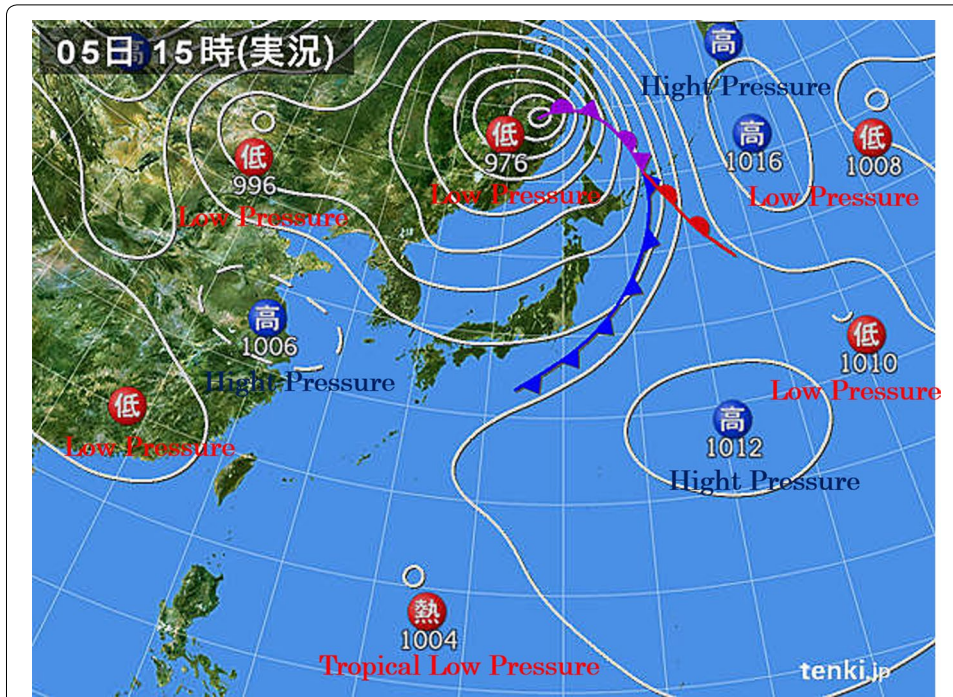 05日 15時(実況)
高
高
Hight Pressure
低
976
Low Pressure
高
1016
低
1008
Low Pressure
低
996
Low Pressure
高
1006
Hight Pressure
低
1010
Low Pressure
低
Low Pressure
高
1012
Hight Pressure
熱
1004
Tropical Low Pressure
tenki.jp